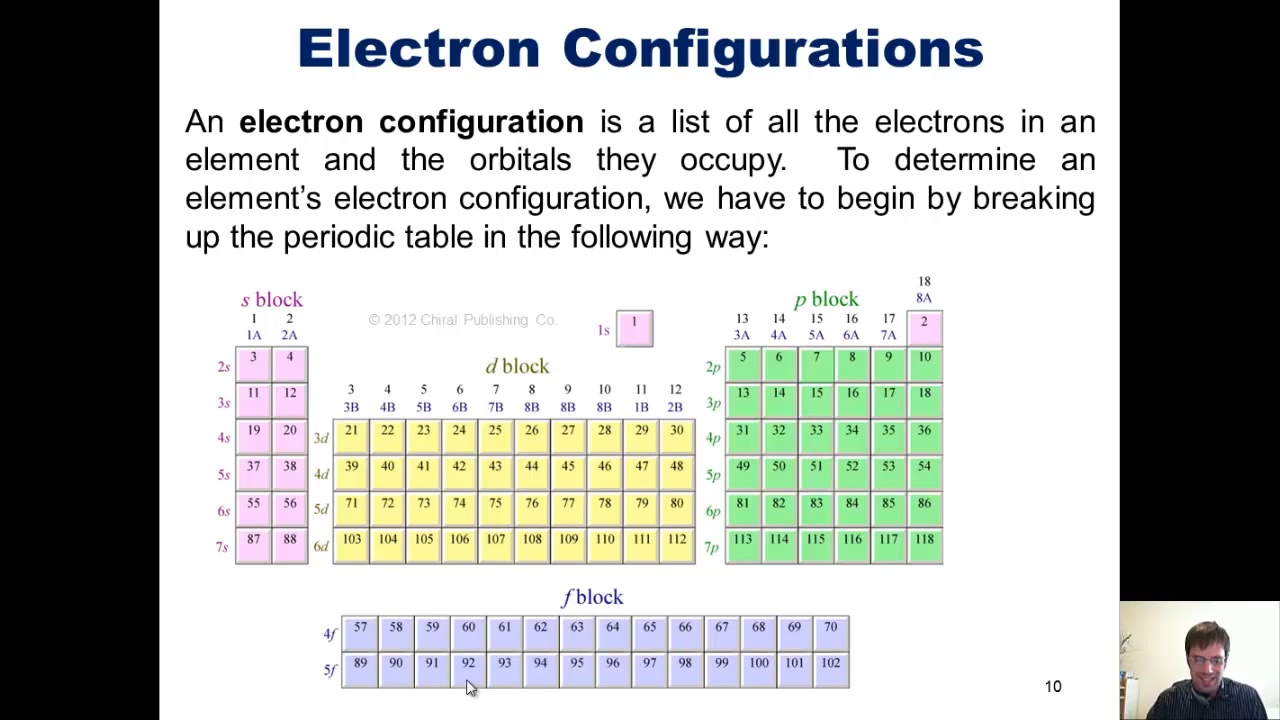 Electron Configurations
An electron configuration is a list of all the electrons in an
element and the orbitals they occupy. To determine an
element’s electron configuration, we have to begin by breaking
up the periodic table in the following way:
18
s block p block 8A
1 2 © 2012 Chiral Publishing Co. 1s 1 13 14 15 16 17 2
1A 2A 3A 4A 5A 6A 7A
2s 3 4 d block 2p 5 6 7 8 9 10
3 4 5 6 7 8 9 10 11 12
3s 11 12 3B 4B 5B 6B 7B 8B 8B 8B 1B 2B 3p 13 14 15 16 17 18
4s 19 20 3d 21 22 23 24 25 26 27 28 29 30 4p 31 32 33 34 35 36
5s 37 38 4d 39 40 41 42 43 44 45 46 47 48 5p 49 50 51 52 53 54
6s 55 56 5d 71 72 73 74 75 76 77 78 79 80 6p 81 82 83 84 85 86
7s 87 88 6d 103 104 105 106 107 108 109 110 111 112 7p 113 114 115 116 117 118
f block
4f 57 58 59 60 61 62 63 64 65 66 67 68 69 70
5f 89 90 91 92 93 94 95 96 97 98 99 100 101 102
10